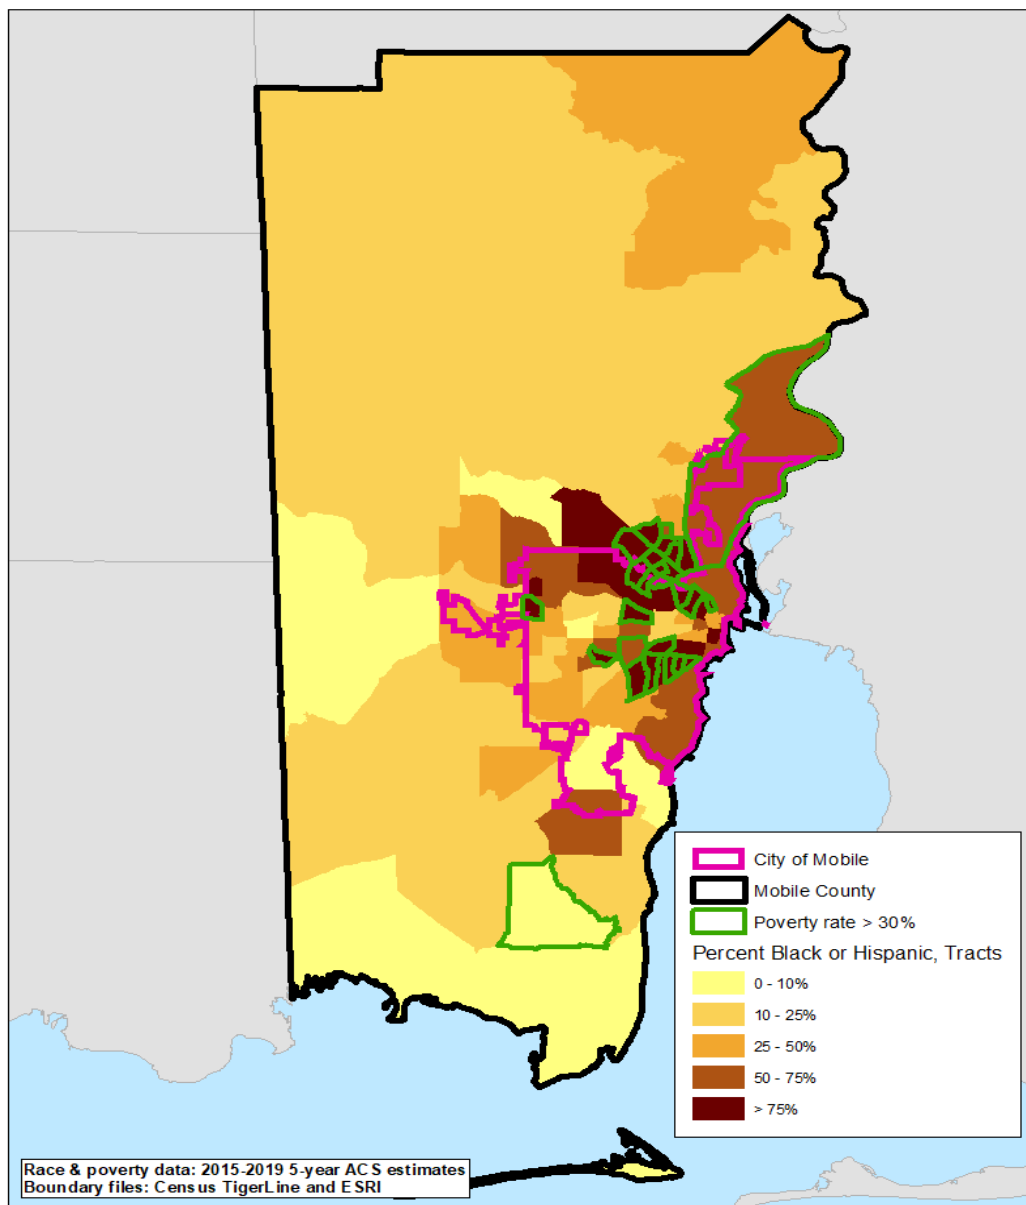 City of Mobile
Mobile County
Poverty rate > 30%
Percent Black or Hispanic, Tracts
0 - 10%
10 - 25%
25 - 50%
50 - 75%
> 75%
Race & poverty data: 2015-2019 5-year ACS estimates
Boundary files: Census TigerLine and ESRI